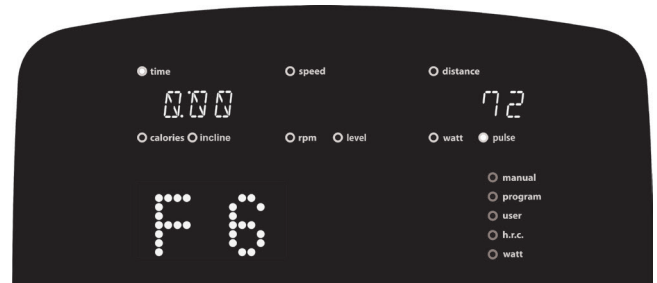 time speed distance
0:00 72
calories incline rpm level watt pulse
manual
program
user
h.r.c.
watt
F 6